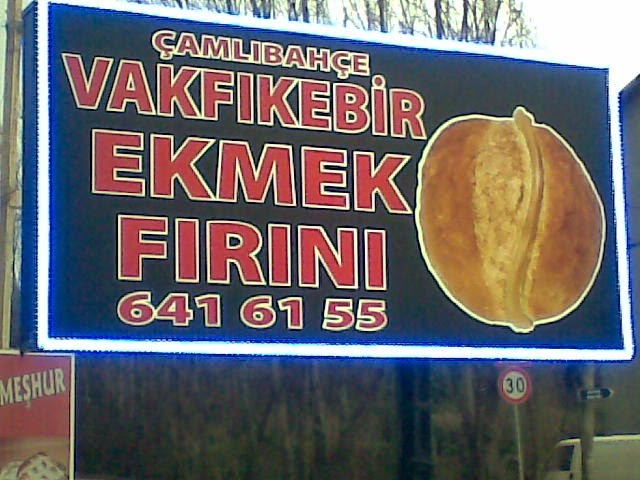 ÇAMLIBAHÇE
VAKFIKEBİR
EKMEK
FIRINI
641 61 55
MEŞHUR
30